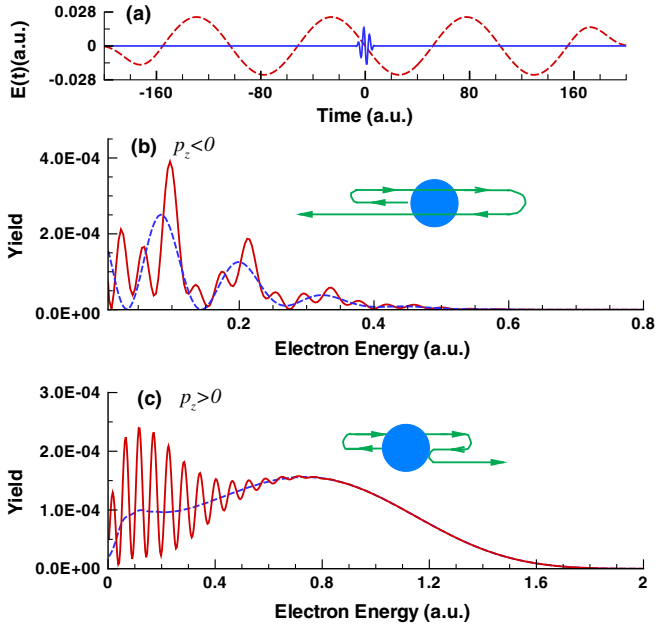 (a)
E(t)(a.u.)
0.028
0
-0.028
-160 -80 0 80 160
Time (a.u.)
(b) p_z<0
Yield
4.0E-04
2.0E-04
0.0E+00
0.2 0.4 0.6 0.8
Electron Energy (a.u.)
(c) p_z>0
Yield
3.0E-04
2.0E-04
1.0E-04
0.0E+00
0 0.4 0.8 1.2 1.6 2
Electron Energy (a.u.)